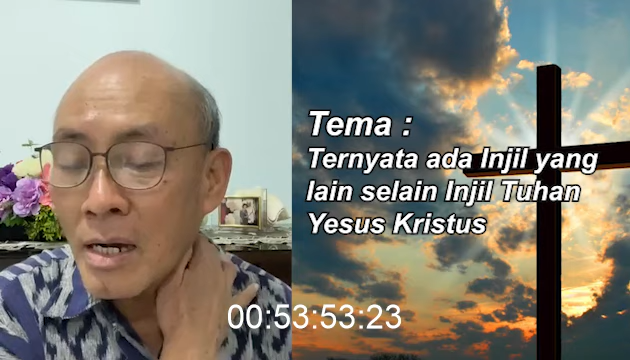 Tema :
Ternyata ada Injil yang
lain selain Injil Tuhan
Yesus Kristus
00:53:53:23